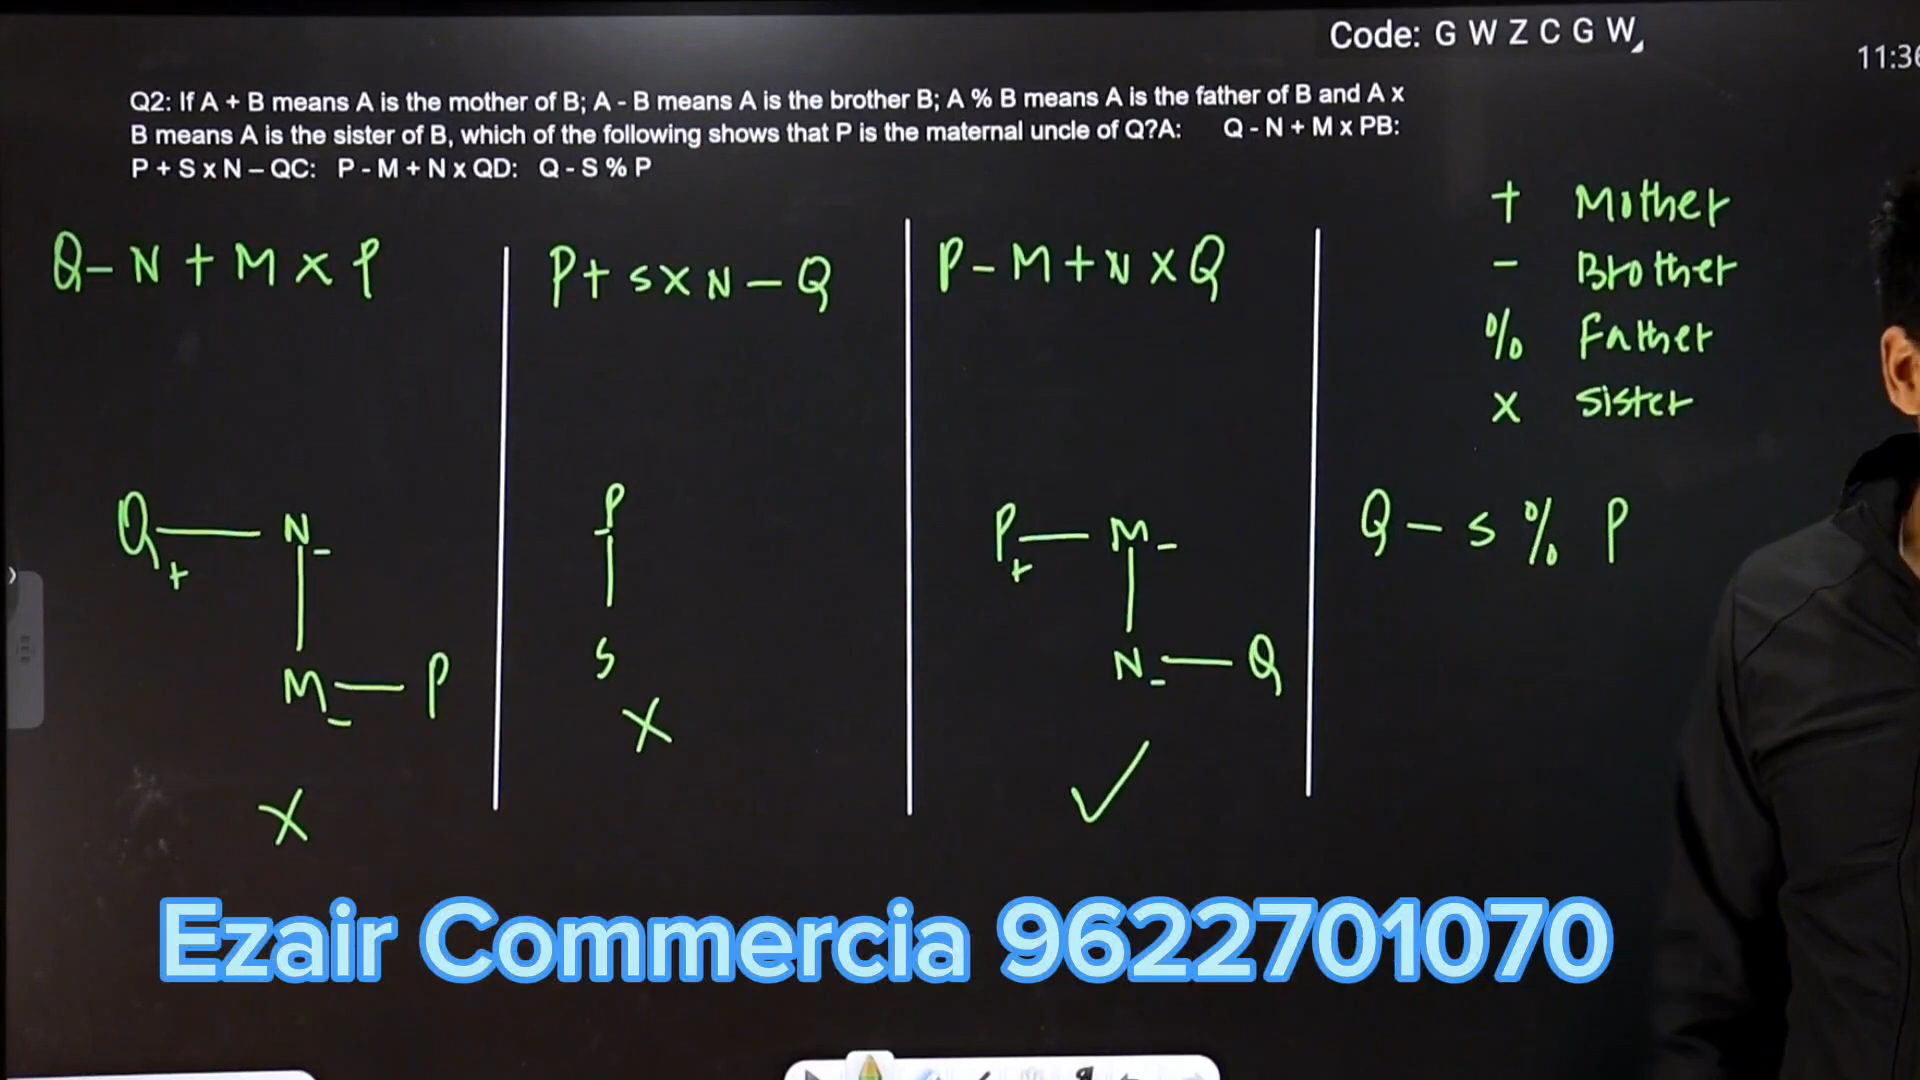 Code: G W Z C G W
11:36
Q2: If A + B means A is the mother of B; A - B means A is the brother B; A % B means A is the father of B and A x
B means A is the sister of B, which of the following shows that P is the maternal uncle of Q?A: Q - N + M x PB:
P + S x N – QC: P - M + N x QD: Q - S % P
+ Mother
- Brother
% Father
x Sister
Q - N + M x P
P + S x N - Q
P - M + N x Q
Q - S % P
Q + N -
M - P
X
P
S
X
P + M -
N - Q
✓
Ezair Commercia 9622701070